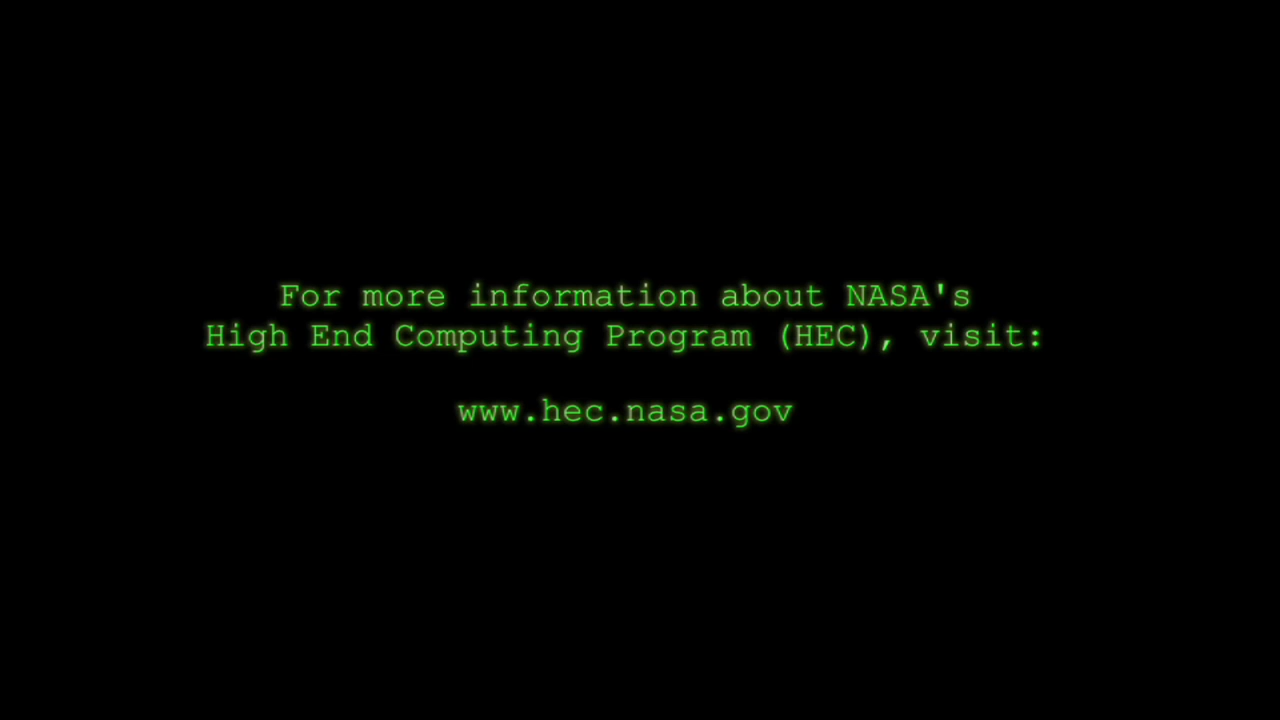 For more information about NASA's
High End Computing Program (HEC), visit:
www.hec.nasa.gov